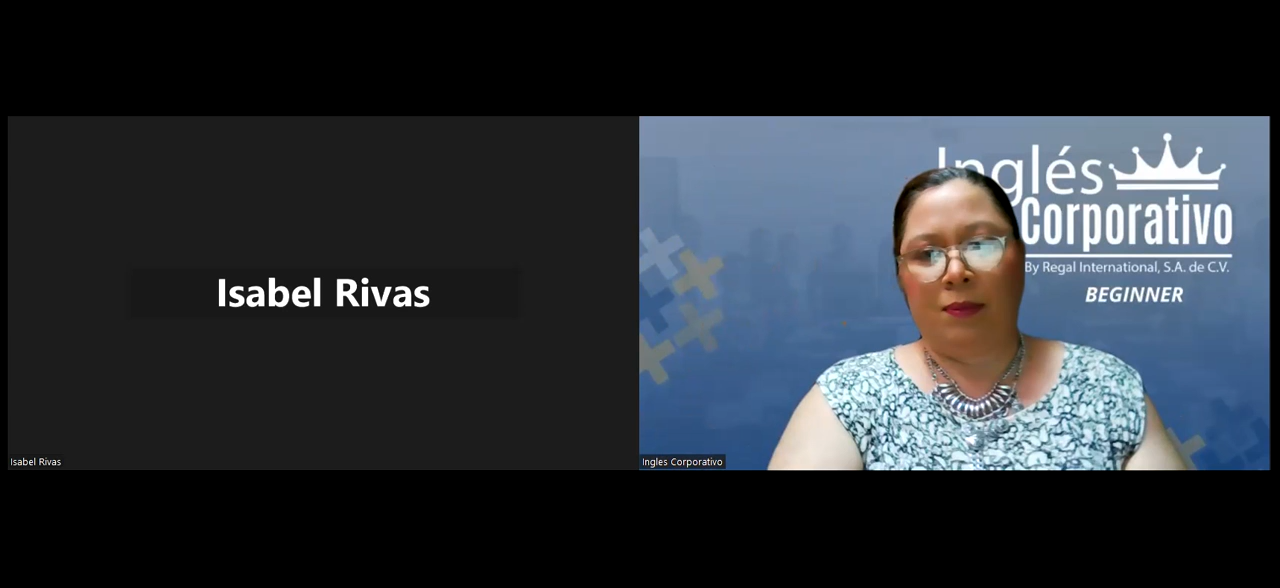 Isabel Rivas
Isabel Rivas
Inglés
Corporativo
By Regal International, S.A. de C.V.
BEGINNER
Ingles Corporativo